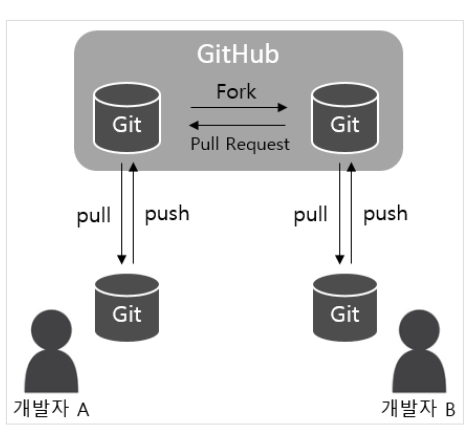 GitHub
Fork
Git
Git
Pull Request
pull
push
pull
push
Git
Git
개발자 A
개발자 B